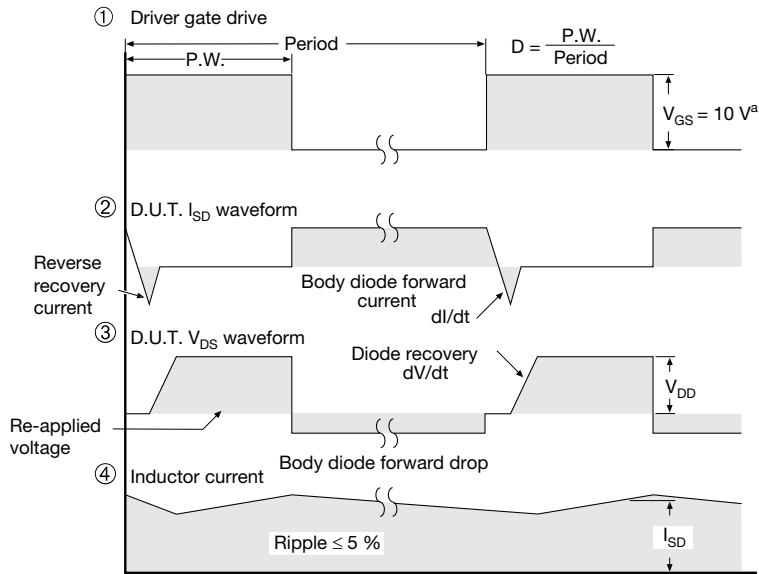 ① Driver gate drive
Period
P.W.
D = P.W. / Period
V_GS = 10 V^a
② D.U.T. I_SD waveform
Reverse
recovery
current
Body diode forward
current
dI/dt
③ D.U.T. V_DS waveform
Diode recovery
dV/dt
V_DD
Re-applied
voltage
Body diode forward drop
④ Inductor current
Ripple ≤ 5 %
I_SD